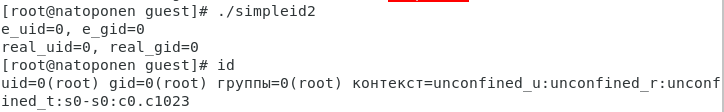 [root@natoponen guest]# ./simpleid2
e_uid=0, e_gid=0
real_uid=0, real_gid=0
[root@natoponen guest]# id
uid=0(root) gid=0(root) группы=0(root) контекст=unconfined_u:unconfined_r:unconf
ined_t:s0-s0:c0.c1023